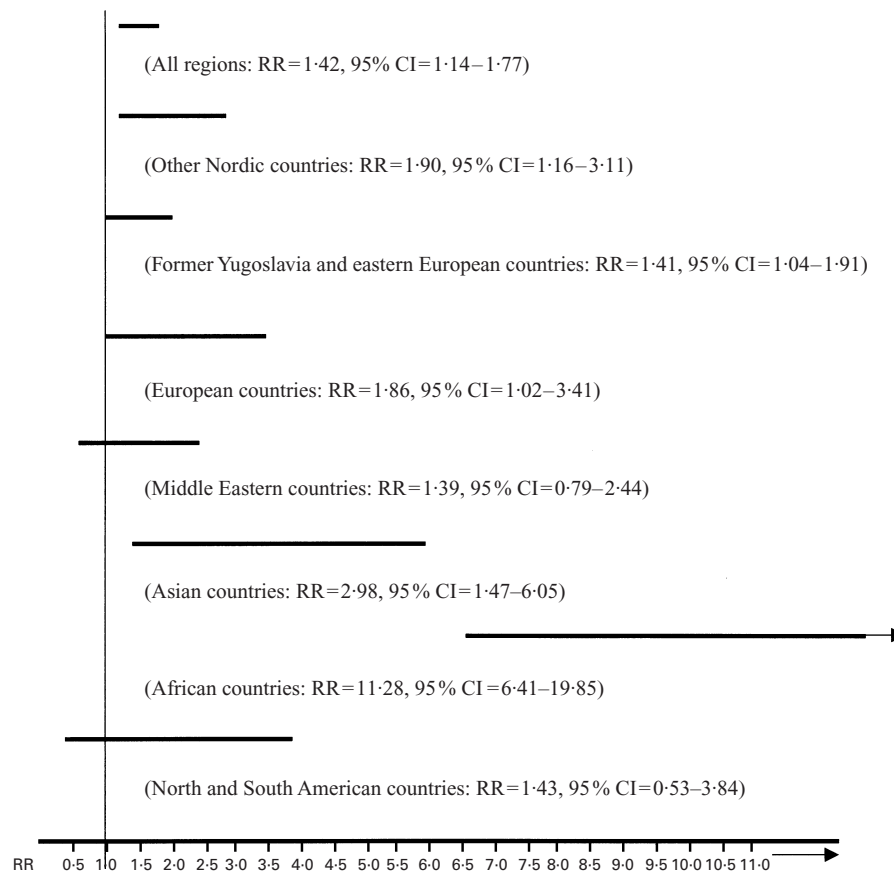 (All regions: RR=1·42, 95% CI=1·14–1·77)
(Other Nordic countries: RR=1·90, 95% CI=1·16–3·11)
(Former Yugoslavia and eastern European countries: RR=1·41, 95% CI=1·04–1·91)
(European countries: RR=1·86, 95% CI=1·02–3·41)
(Middle Eastern countries: RR=1·39, 95% CI=0·79–2·44)
(Asian countries: RR=2·98, 95% CI=1·47–6·05)
(African countries: RR=11·28, 95% CI=6·41–19·85)
(North and South American countries: RR=1·43, 95% CI=0·53–3·84)
RR 0·5 1·0 1·5 2·0 2·5 3·0 3·5 4·0 4·5 5·0 5·5 6·0 6·5 7·0 7·5 8·0 8·5 9·0 9·5 10·0 10·5 11·0